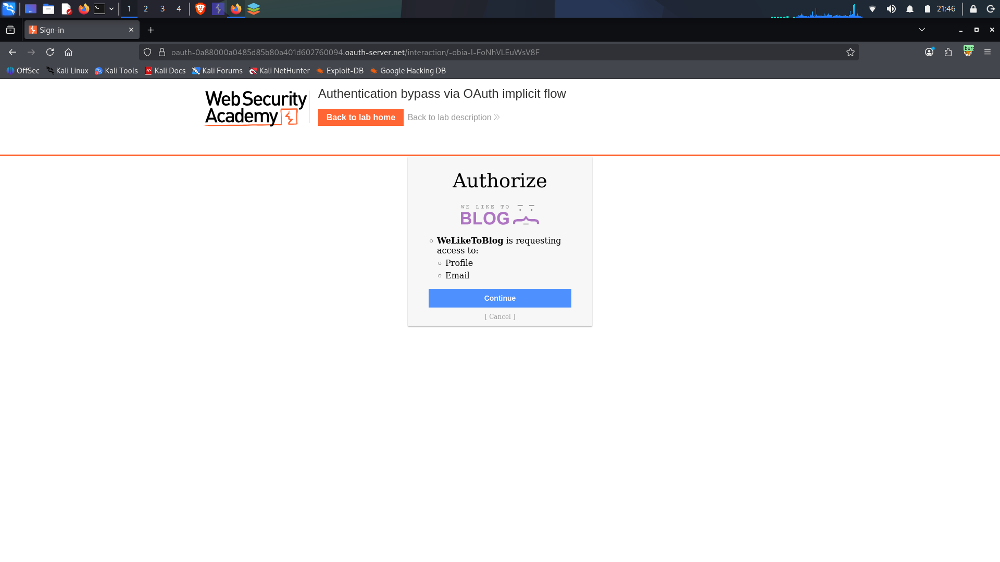 1 2 3 4 21:46
Sign-in
oauth-0a88000a0485d85b80a401d602760094.oauth-server.net/interaction/-obia-l-FoNhVLEuWsV8F
OffSec Kali Linux Kali Tools Kali Docs Kali Forums Kali NetHunter Exploit-DB Google Hacking DB
WebSecurity
Academy
Authentication bypass via OAuth implicit flow
Back to lab home Back to lab description
Authorize
WE LIKE TO
BLOG
WeLikeToBlog is requesting
access to:
Profile
Email
Continue
[ Cancel ]